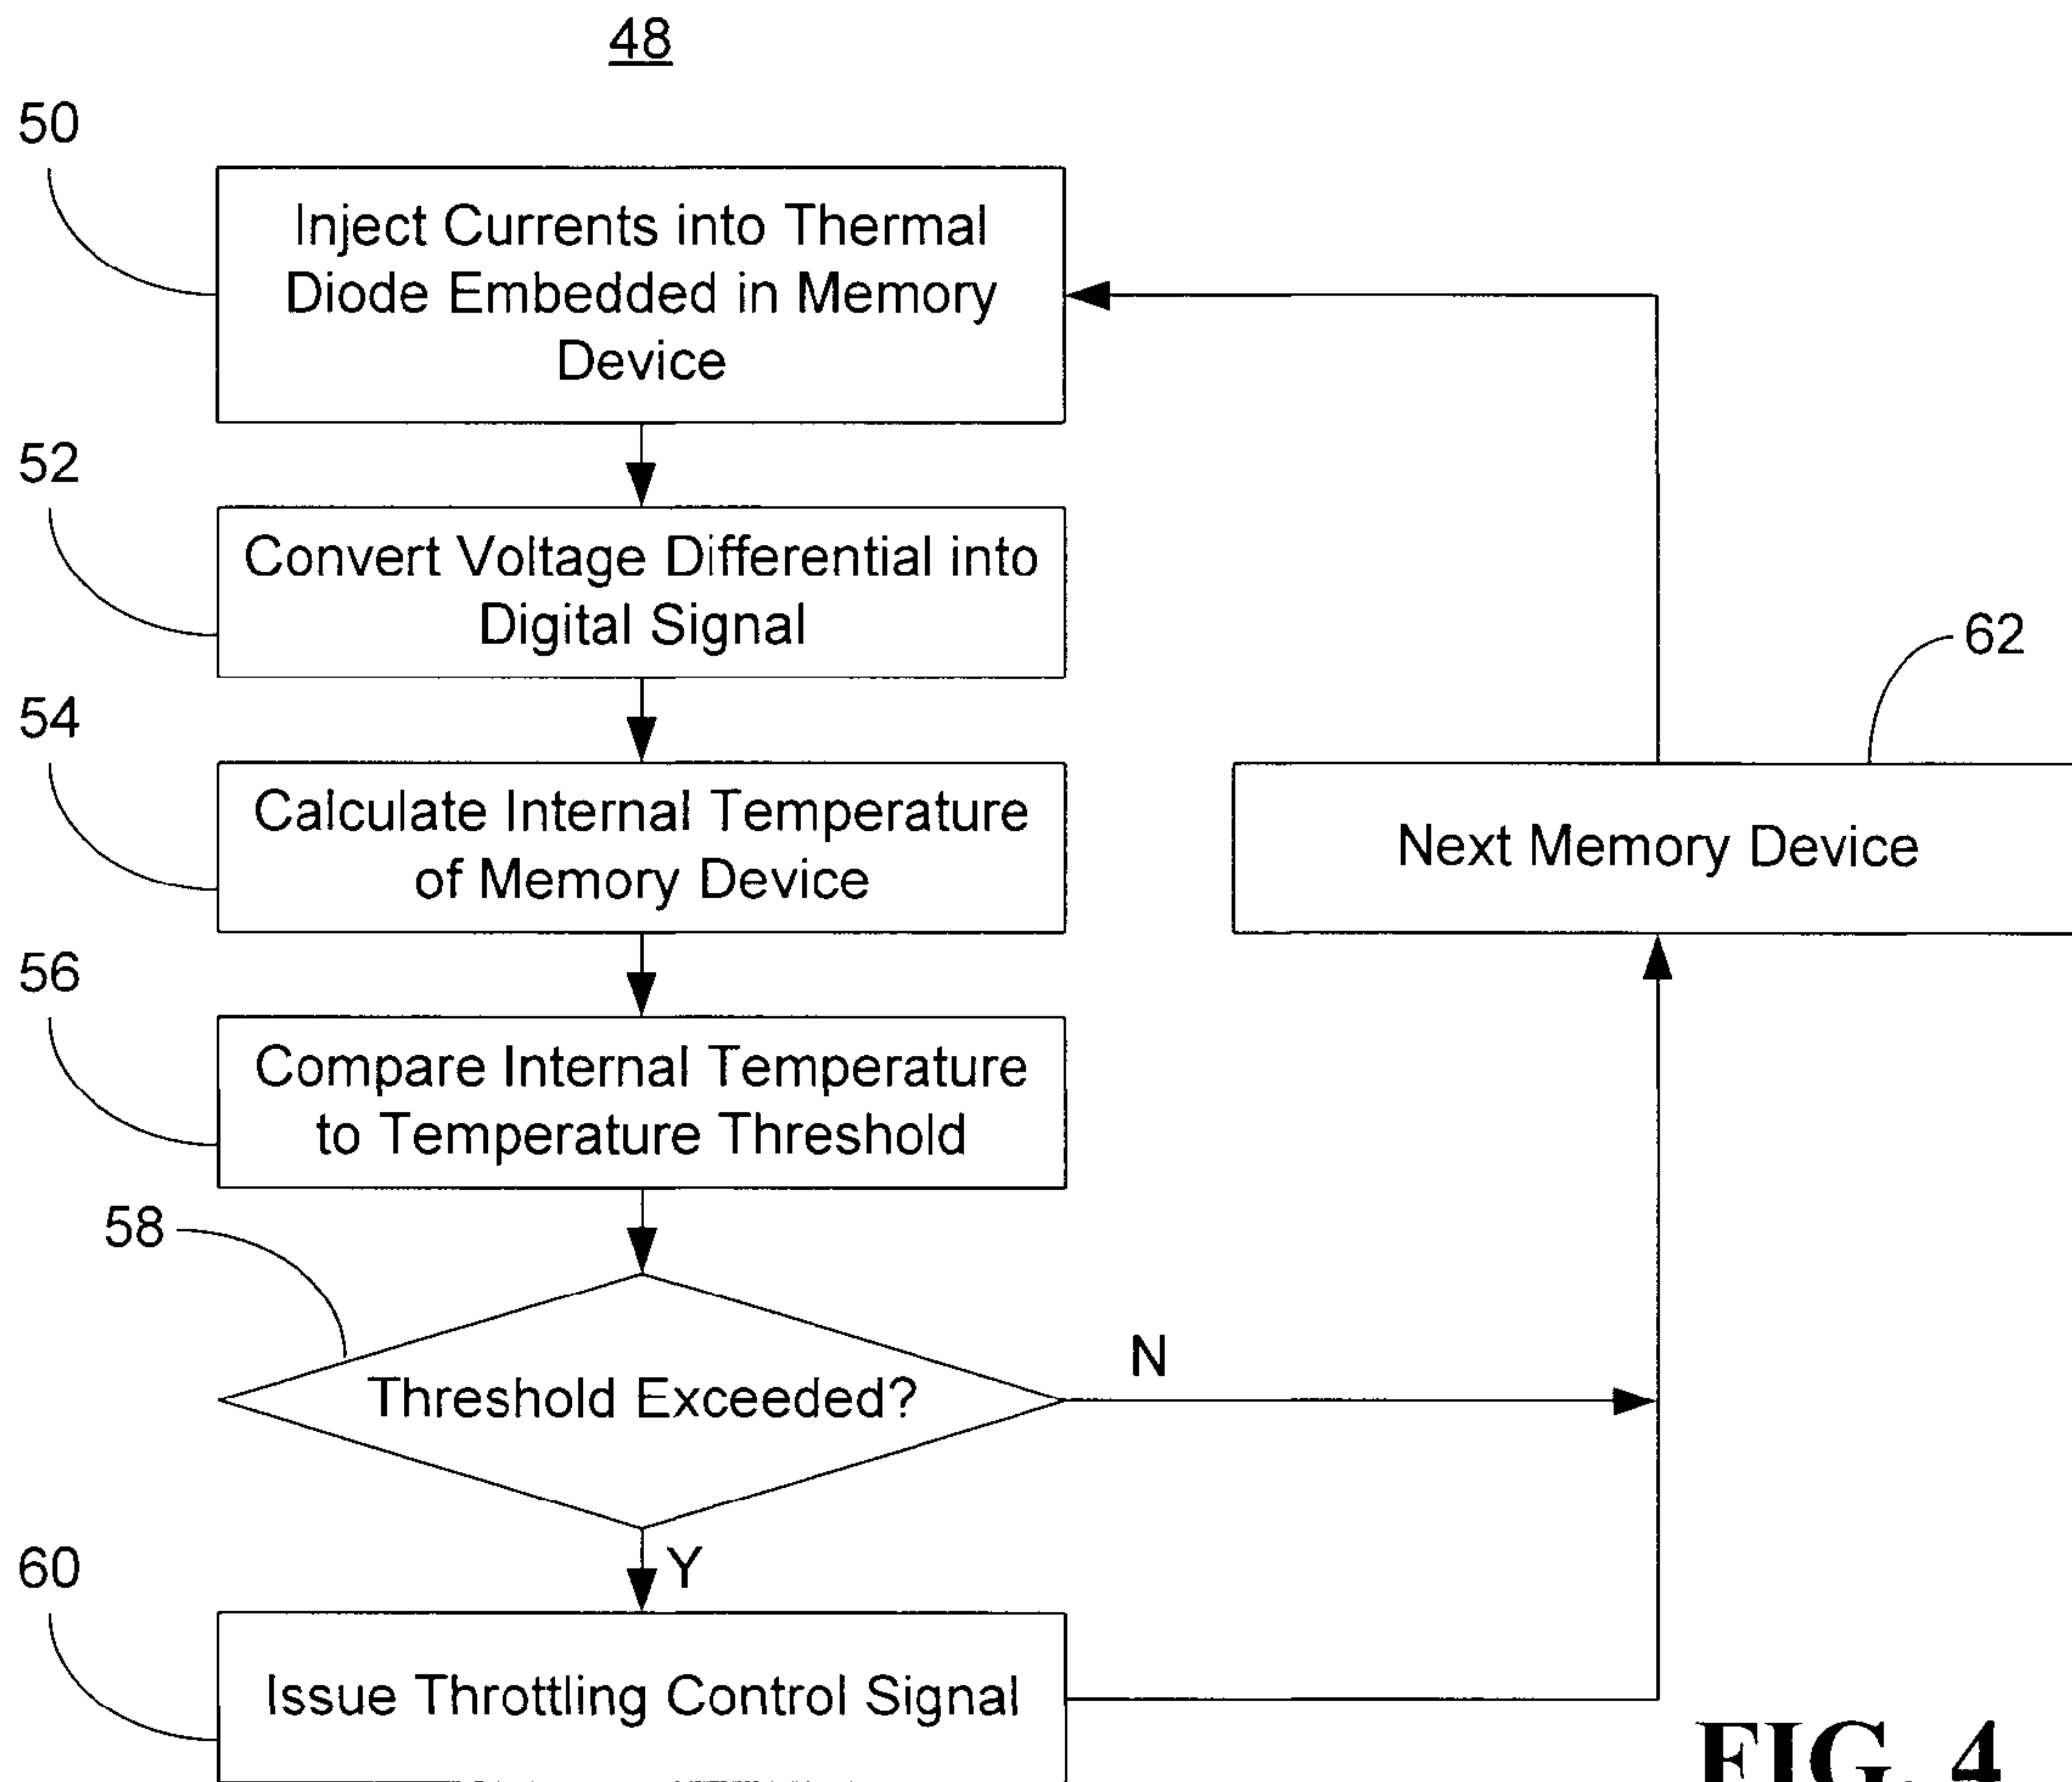 48
50
Inject Currents into Thermal
Diode Embedded in Memory
Device
52
Convert Voltage Differential into
Digital Signal
62
54
Calculate Internal Temperature
of Memory Device
Next Memory Device
56
Compare Internal Temperature
to Temperature Threshold
58
Threshold Exceeded?
N
Y
60
Issue Throttling Control Signal
FIG. 4